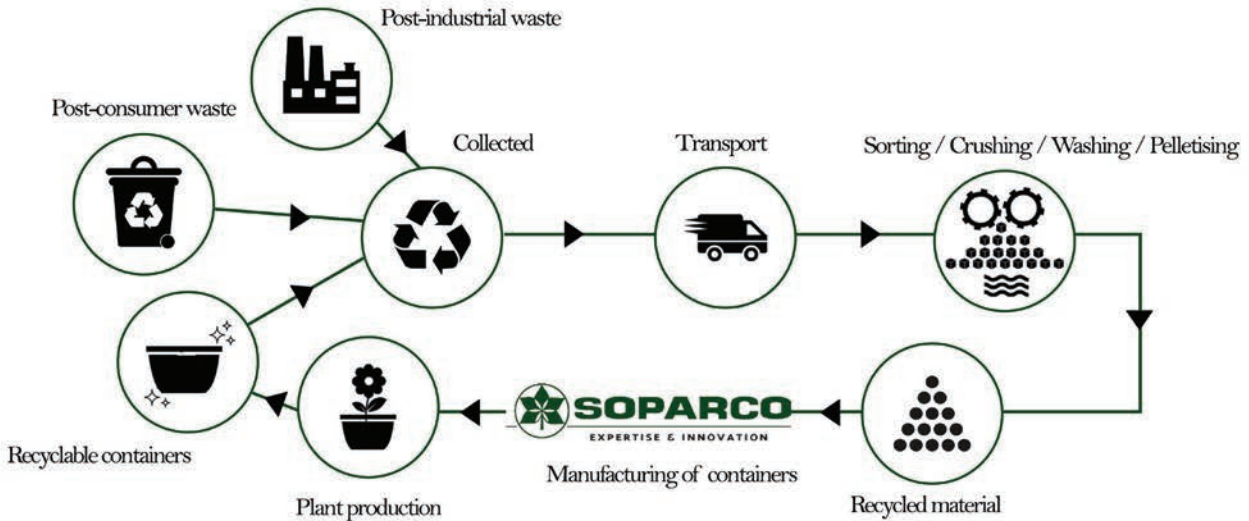 Post-industrial waste
Post-consumer waste
Collected
Transport
Sorting / Crushing / Washing / Pelletising
SOPARCO
EXPERTISE & INNOVATION
Recyclable containers
Manufacturing of containers
Plant production
Recycled material